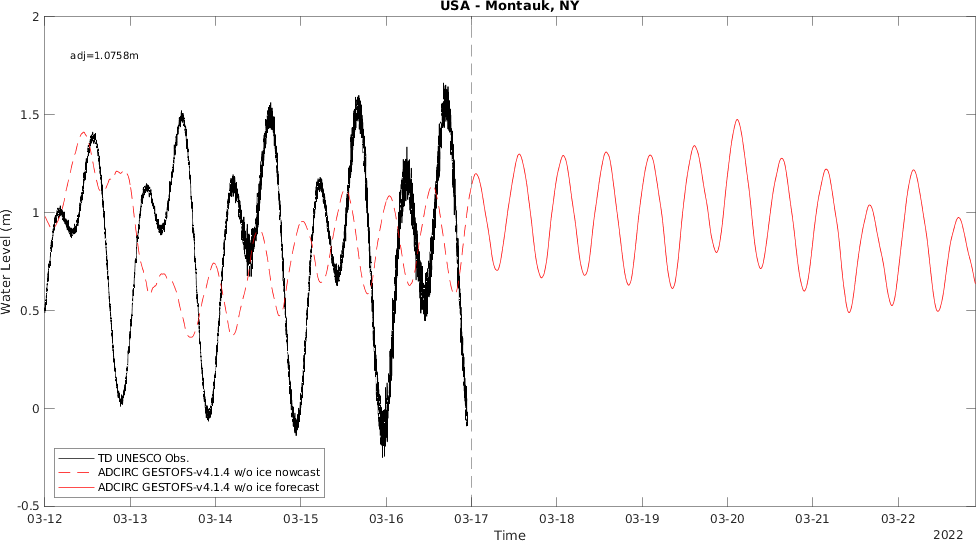 USA - Montauk, NY
2
adj=1.0758m
1.5
1
0.5
0
-0.5
Water Level (m)
TD UNESCO Obs.
ADCIRC GESTOFS-v4.1.4 w/o ice nowcast
ADCIRC GESTOFS-v4.1.4 w/o ice forecast
03-12 03-13 03-14 03-15 03-16 03-17 03-18 03-19 03-20 03-21 03-22
Time
2022